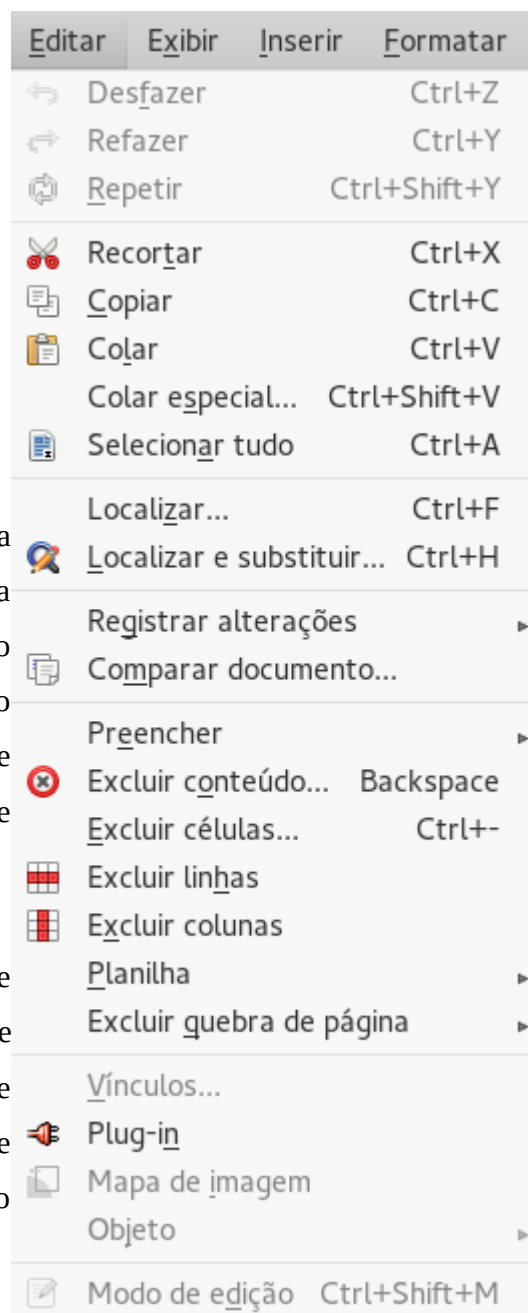 Editar Exibir Inserir Formatar
Desfazer Ctrl+Z
Refazer Ctrl+Y
Repetir Ctrl+Shift+Y
Recortar Ctrl+X
Copiar Ctrl+C
Colar Ctrl+V
Colar especial... Ctrl+Shift+V
Selecionar tudo Ctrl+A
Localizar... Ctrl+F
a
Localizar e substituir... Ctrl+H
a
Registrar alterações
o
Comparar documento...
o
Preencher
e
Excluir conteúdo... Backspace
e
Excluir células... Ctrl+-
Excluir linhas
Excluir colunas
e
Planilha
e
Excluir quebra de página
e
Vínculos...
e
Plug-in
o
Mapa de imagem
Objeto
Modo de edição Ctrl+Shift+M